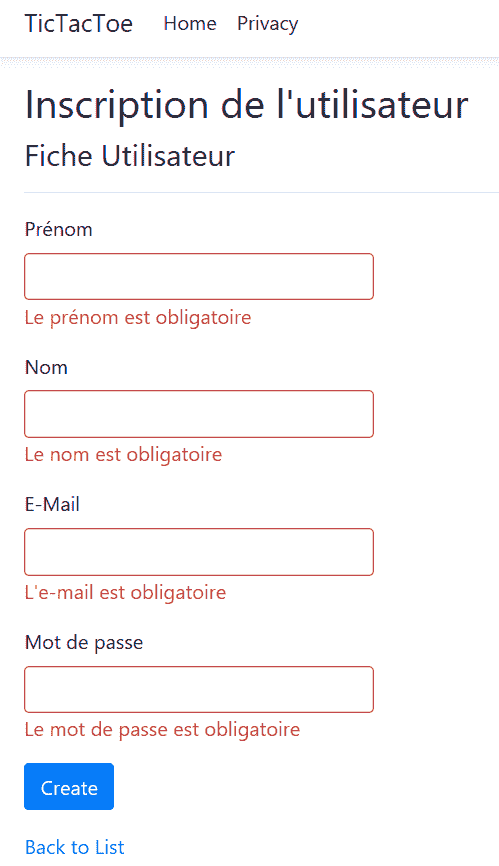 TicTacToe Home Privacy
Inscription de l'utilisateur
Fiche Utilisateur
Prénom
Le prénom est obligatoire
Nom
Le nom est obligatoire
E-Mail
L'e-mail est obligatoire
Mot de passe
Le mot de passe est obligatoire
Create
Back to List